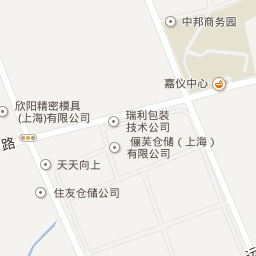 中邦商务园
嘉仪中心
欣阳精密模具
(上海)有限公司
瑞利包装
技术公司
俪芙仓储（上海）
有限公司
路
天天向上
住友仓储公司